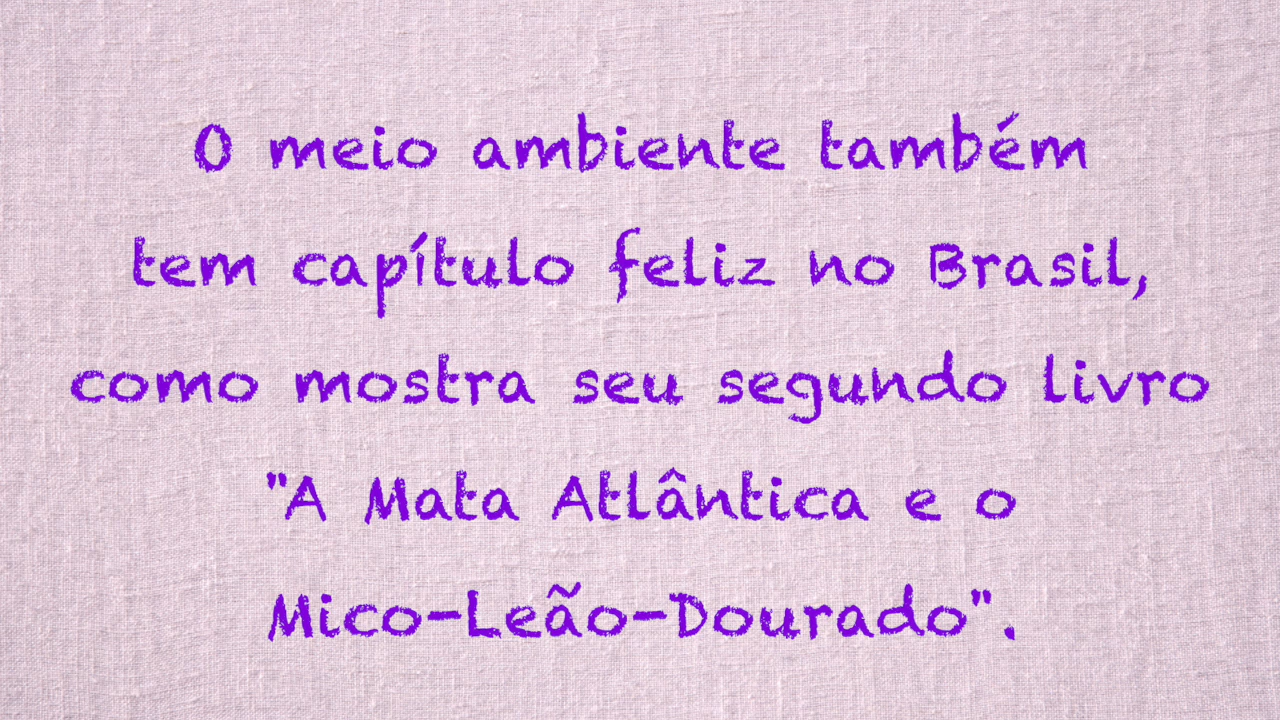 O meio ambiente também
tem capítulo feliz no Brasil,
como mostra seu segundo livro
"A Mata Atlântica e o
Mico-Leão-Dourado".